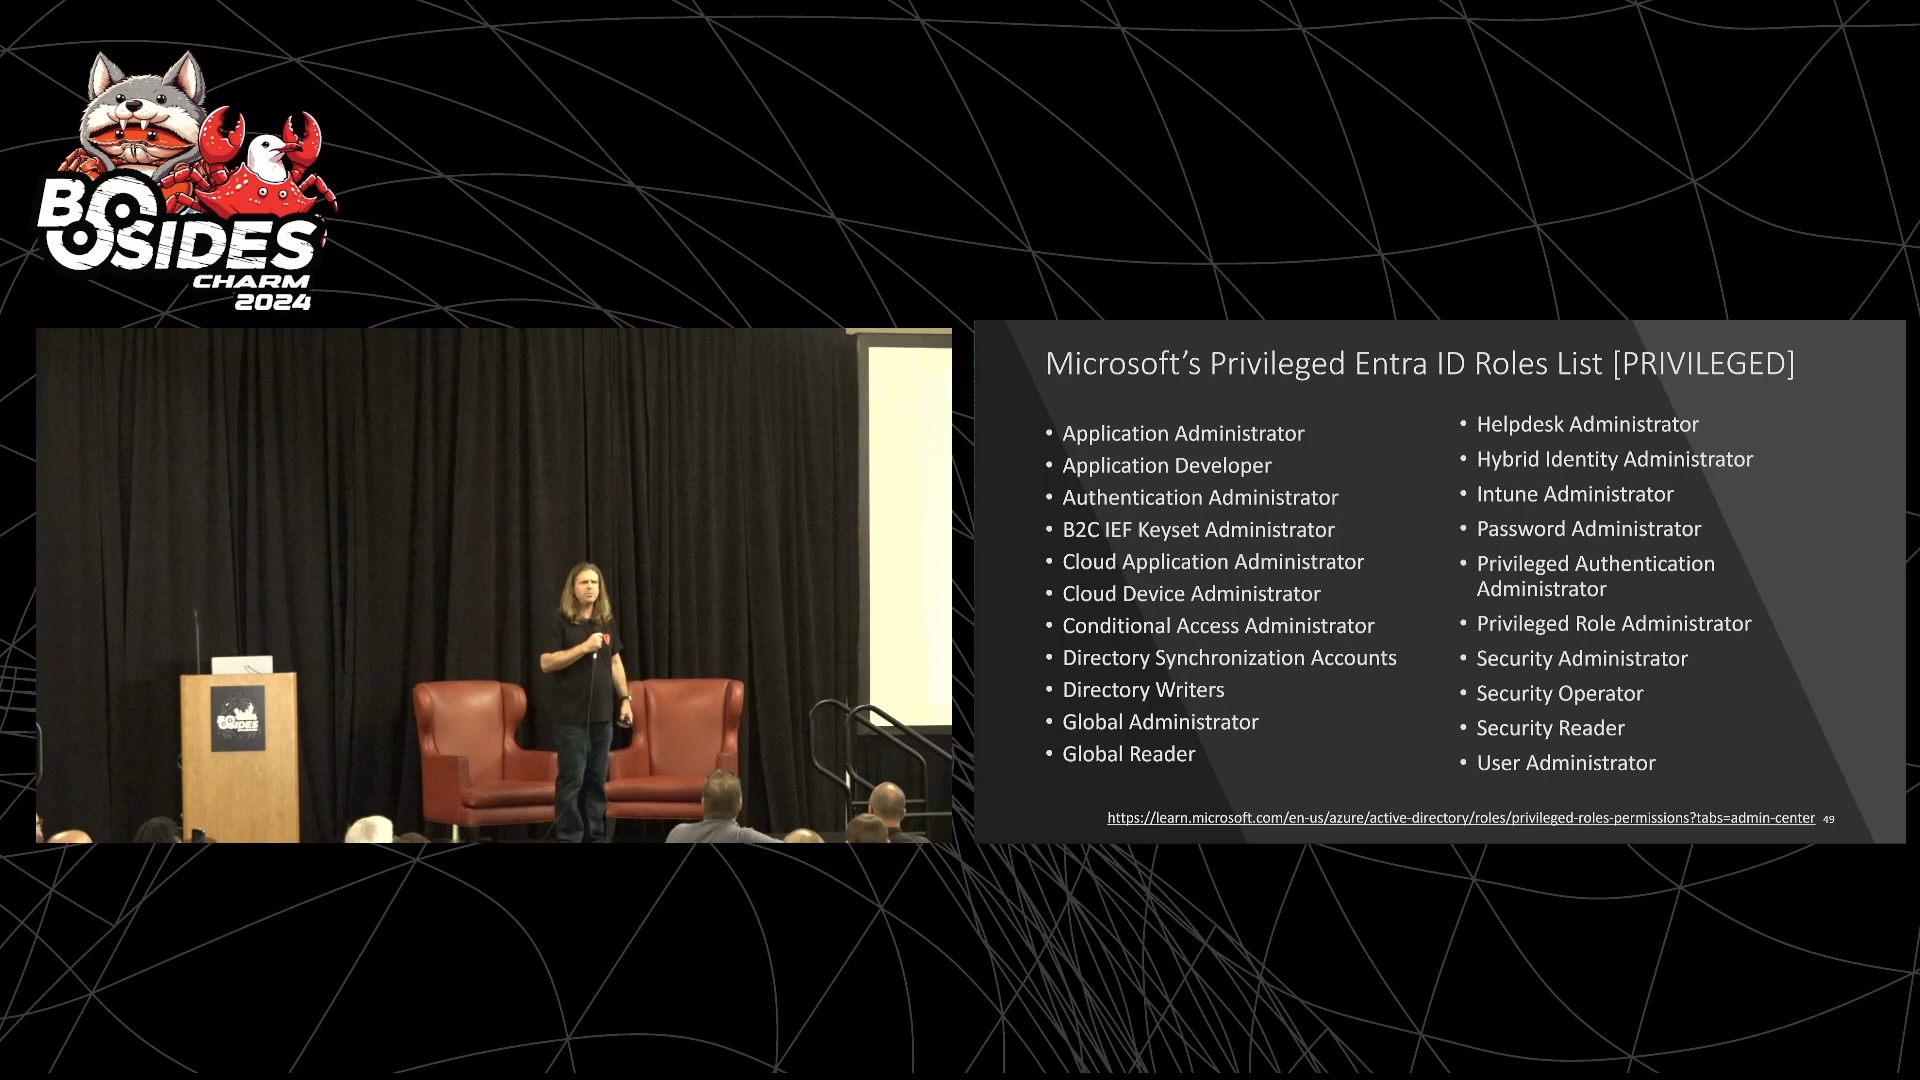 BSIDES
CHARM
2024
BSIDES
Microsoft’s Privileged Entra ID Roles List [PRIVILEGED]
• Application Administrator
• Application Developer
• Authentication Administrator
• B2C IEF Keyset Administrator
• Cloud Application Administrator
• Cloud Device Administrator
• Conditional Access Administrator
• Directory Synchronization Accounts
• Directory Writers
• Global Administrator
• Global Reader
• Helpdesk Administrator
• Hybrid Identity Administrator
• Intune Administrator
• Password Administrator
• Privileged Authentication
Administrator
• Privileged Role Administrator
• Security Administrator
• Security Operator
• Security Reader
• User Administrator
https://learn.microsoft.com/en-us/azure/active-directory/roles/privileged-roles-permissions?tabs=admin-center 49